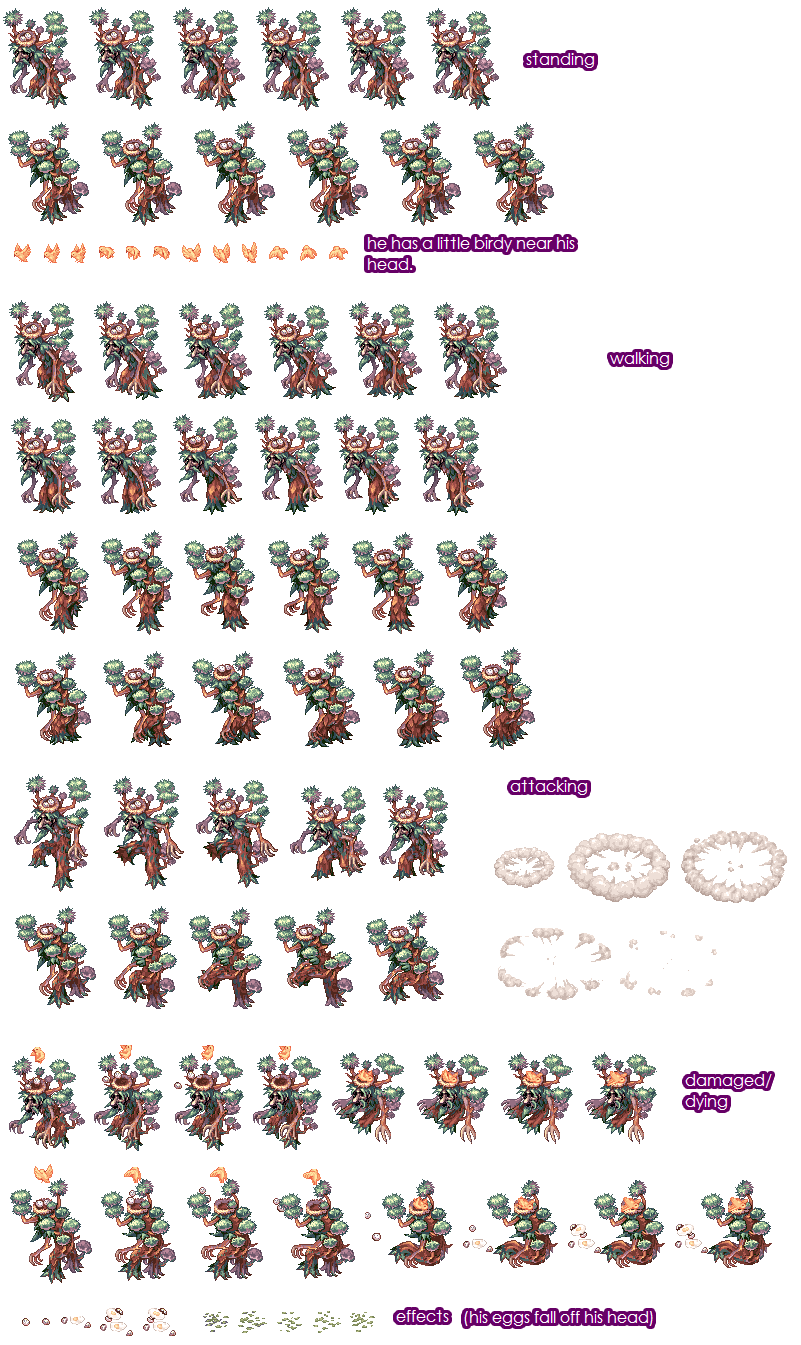 standing
he has a little birdy near his
head.
walking
attacking
damaged/
dying
effects (his eggs fall off his head)